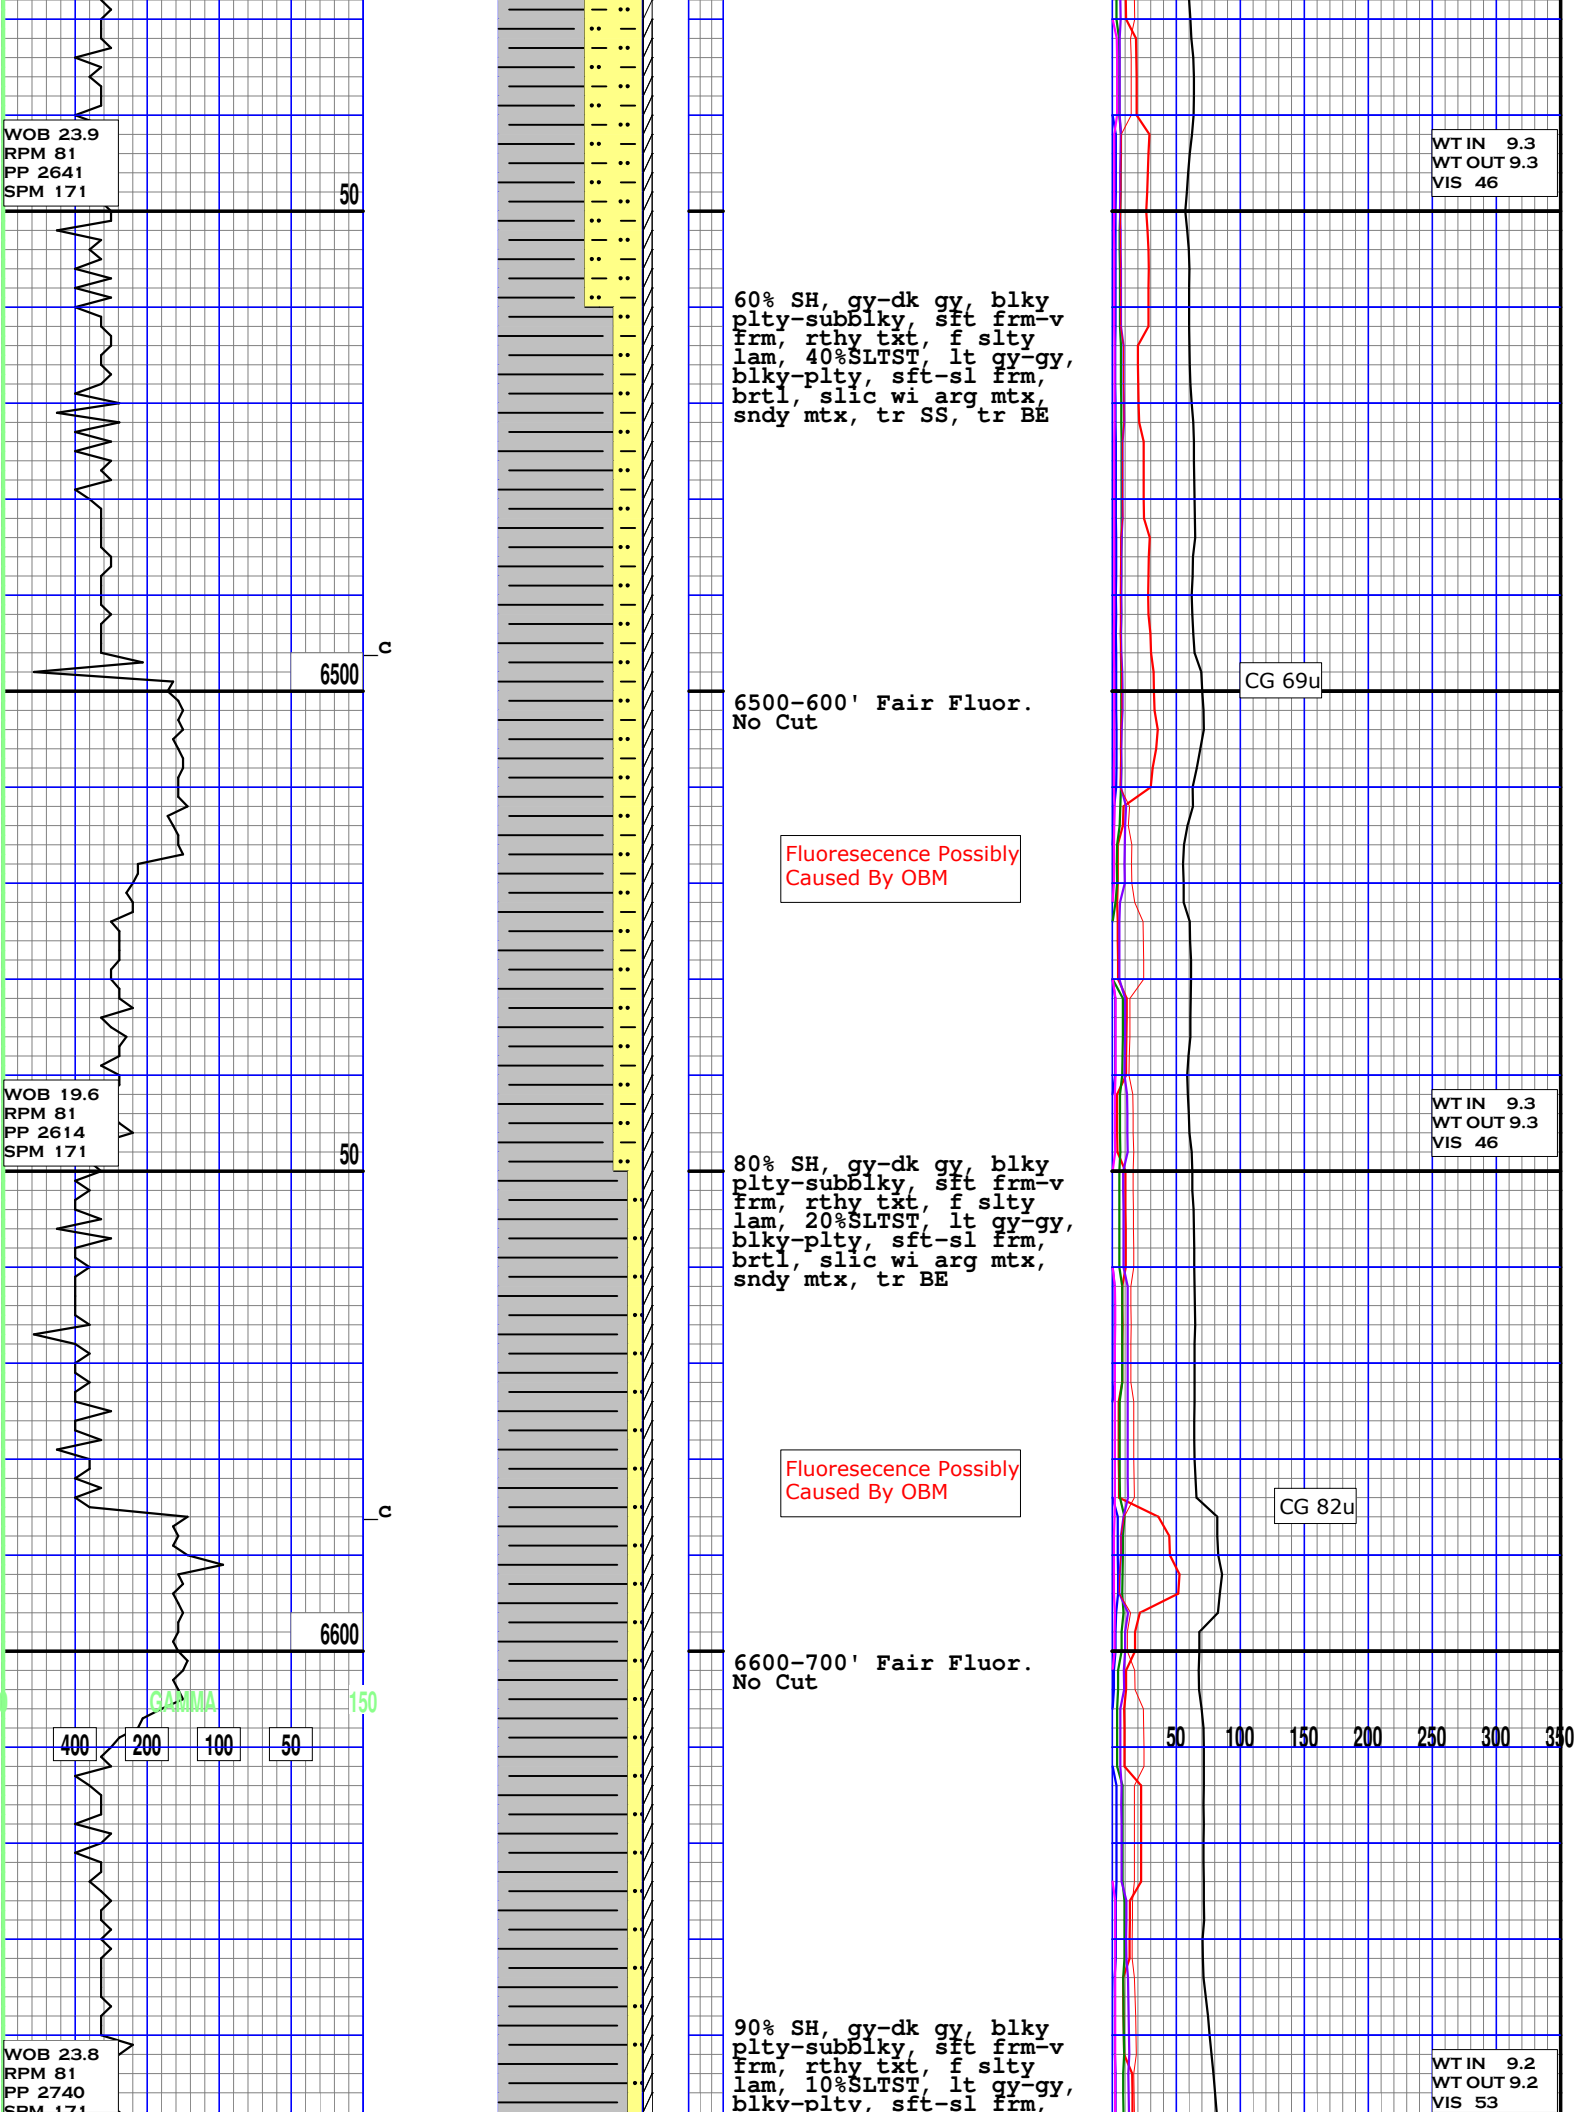 WOB 23.9
RPM 81
PP 2641
SPM 171
50
WT IN 9.3
WT OUT 9.3
VIS 46
60% SH, gy-dk gy, blky
plty-subblky, sft frm-v
frm, rthy txt, f slty
lam, 40%SLTST, lt gy-gy,
blky-plty, sft-sl frm,
brtl, slic wi arg mtx,
sndy mtx, tr SS, tr BE
_c
6500
CG 69u
6500-600' Fair Fluor.
No Cut
Fluoresecence Possibly
Caused By OBM
WOB 19.6
RPM 81
PP 2614
SPM 171
50
WT IN 9.3
WT OUT 9.3
VIS 46
80% SH, gy-dk gy, blky
plty-subblky, sft frm-v
frm, rthy txt, f slty
lam, 20%SLTST, lt gy-gy,
blky-plty, sft-sl frm,
brtl, slic wi arg mtx,
sndy mtx, tr BE
Fluoresecence Possibly
Caused By OBM
_c
CG 82u
6600
6600-700' Fair Fluor.
No Cut
0 GAMMA 150
400 200 100 50
50 100 150 200 250 300 350
90% SH, gy-dk gy, blky
plty-subblky, sft frm-v
frm, rthy txt, f slty
lam, 10%SLTST, lt gy-gy,
blky-plty, sft-sl frm,
WOB 23.8
RPM 81
PP 2740
SPM 171
WT IN 9.2
WT OUT 9.2
VIS 53